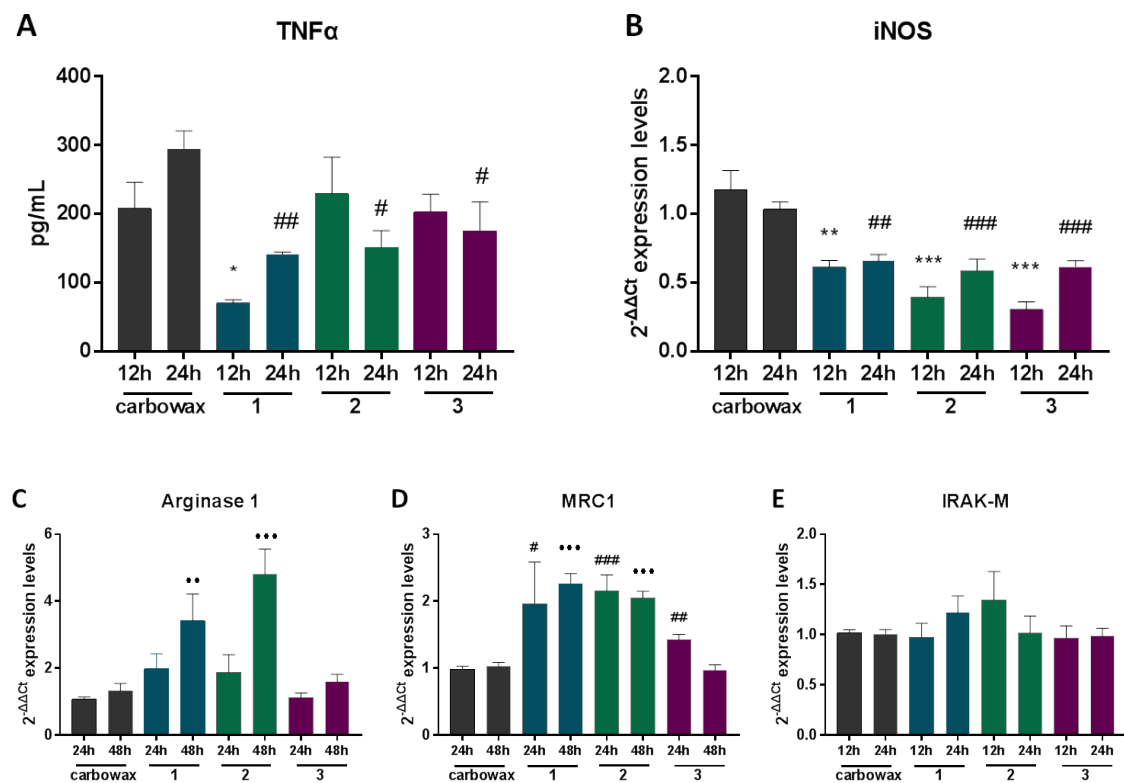 A
TNFα
400
300
200
100
0
pg/mL
*
##
#
#
12h 24h 12h 24h 12h 24h 12h 24h
carbowax 1 2 3
B
iNOS
2.0
1.5
1.0
0.5
0.0
2-ΔΔCt expression levels
**
##
***
###
***
###
12h 24h 12h 24h 12h 24h 12h 24h
carbowax 1 2 3
C
Arginase 1
6
4
2
0
2-ΔΔCt expression levels
••
•••
24h 48h 24h 48h 24h 48h 24h 48h
carbowax 1 2 3
D
MRC1
3
2
1
0
2-ΔΔCt expression levels
#
•••
###
•••
##
24h 48h 24h 48h 24h 48h 24h 48h
carbowax 1 2 3
E
IRAK-M
2.0
1.5
1.0
0.5
0.0
2-ΔΔCt expression levels
12h 24h 12h 24h 12h 24h 12h 24h
carbowax 1 2 3